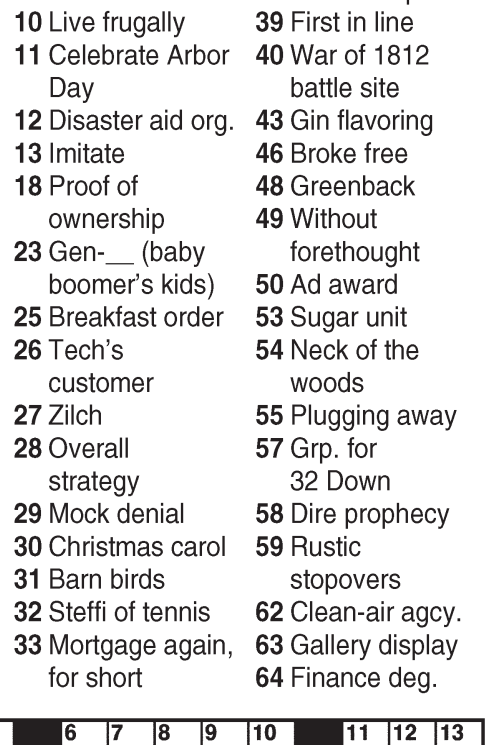 10 Live frugally
11 Celebrate Arbor
Day
12 Disaster aid org.
13 Imitate
18 Proof of
ownership
23 Gen-__ (baby
boomer's kids)
25 Breakfast order
26 Tech's
customer
27 Zilch
28 Overall
strategy
29 Mock denial
30 Christmas carol
31 Barn birds
32 Steffi of tennis
33 Mortgage again,
for short
39 First in line
40 War of 1812
battle site
43 Gin flavoring
46 Broke free
48 Greenback
49 Without
forethought
50 Ad award
53 Sugar unit
54 Neck of the
woods
55 Plugging away
57 Grp. for
32 Down
58 Dire prophecy
59 Rustic
stopovers
62 Clean-air agcy.
63 Gallery display
64 Finance deg.
6 7 8 9 10 11 12 13